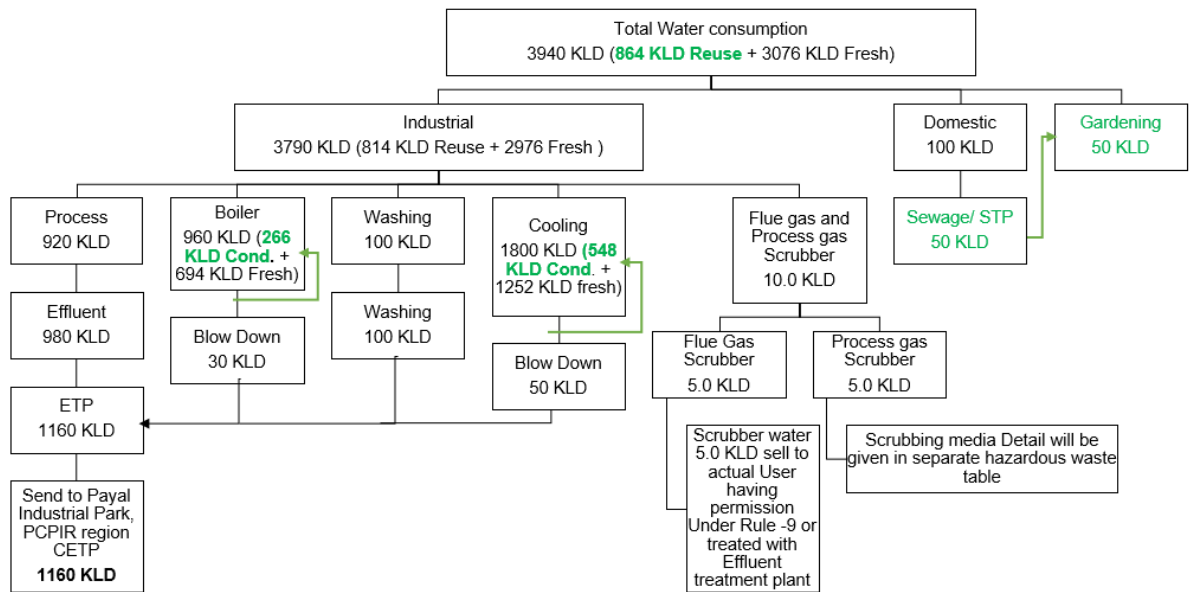 Total Water consumption
3940 KLD (864 KLD Reuse + 3076 KLD Fresh)
Industrial
3790 KLD (814 KLD Reuse + 2976 Fresh )
Domestic
100 KLD
Gardening
50 KLD
Process
920 KLD
Boiler
960 KLD (266
KLD Cond. +
694 KLD Fresh)
Washing
100 KLD
Cooling
1800 KLD (548
KLD Cond. +
1252 KLD fresh)
Flue gas and
Process gas
Scrubber
10.0 KLD
Sewage/ STP
50 KLD
Effluent
980 KLD
Blow Down
30 KLD
Washing
100 KLD
Blow Down
50 KLD
Flue Gas
Scrubber
5.0 KLD
Process gas
Scrubber
5.0 KLD
ETP
1160 KLD
Scrubber water
5.0 KLD sell to
actual User
having
permission
Under Rule -9 or
treated with
Effluent
treatment plant
Scrubbing media Detail will be
given in separate hazardous waste
table
Send to Payal
Industrial Park,
PCPIR region
CETP
1160 KLD